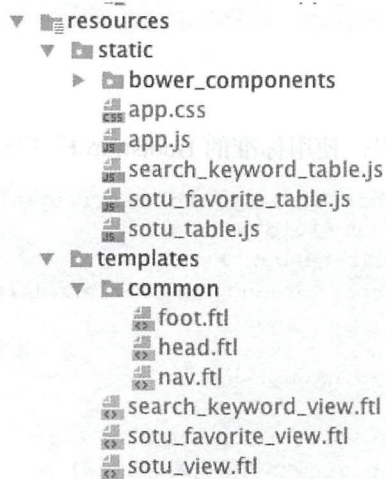 resources
static
bower_components
app.css
app.js
search_keyword_table.js
sotu_favorite_table.js
sotu_table.js
templates
common
foot.ftl
head.ftl
nav.ftl
search_keyword_view.ftl
sotu_favorite_view.ftl
sotu_view.ftl